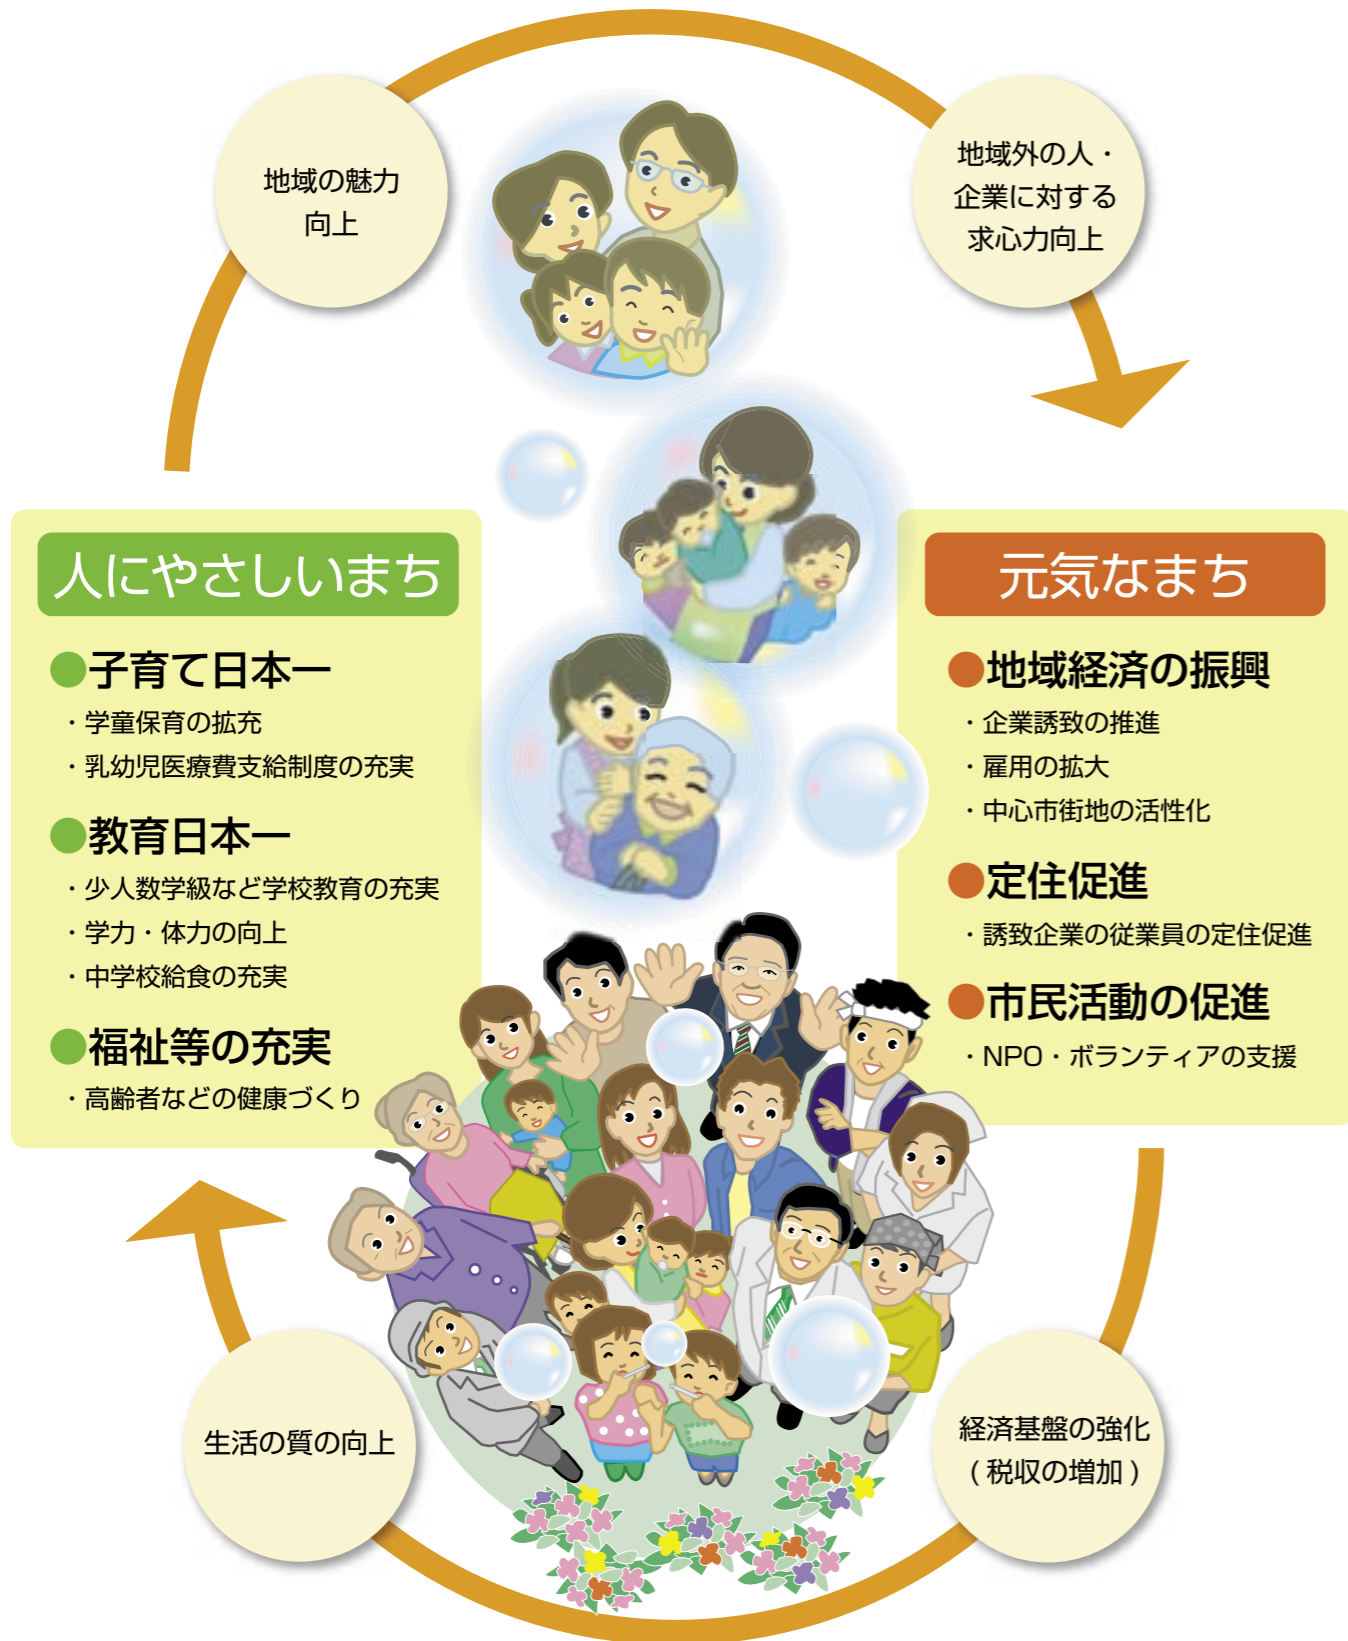 地域の魅力
向上
地域外の人・
企業に対する
求心力向上
人にやさしいまち
●子育て日本一
・学童保育の拡充
・乳幼児医療費支給制度の充実
●教育日本一
・少人数学級など学校教育の充実
・学力・体力の向上
・中学校給食の充実
●福祉等の充実
・高齢者などの健康づくり
元気なまち
●地域経済の振興
・企業誘致の推進
・雇用の拡大
・中心市街地の活性化
●定住促進
・誘致企業の従業員の定住促進
●市民活動の促進
・NPO・ボランティアの支援
生活の質の向上
経済基盤の強化
(税収の増加)